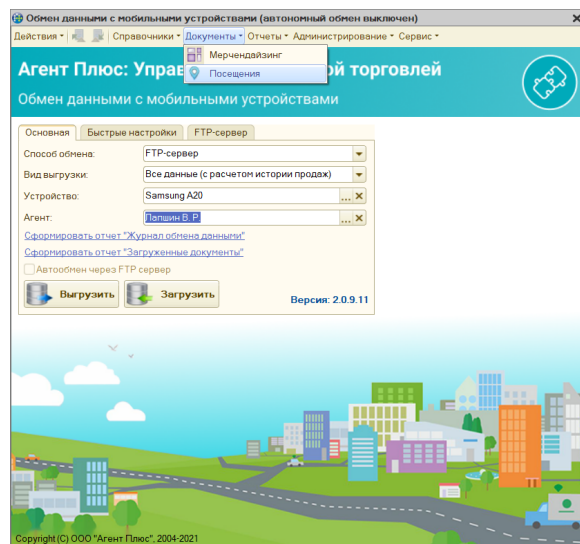 Обмен данными с мобильными устройствами (автономный обмен выключен)
Действия Справочники Документы Отчеты Администрирование Сервис
Мерчендайзинг
Посещения
Агент Плюс: Управ ой торговлей
Обмен данными с мобильными устройствами
Основная Быстрые настройки FTP-сервер
Способ обмена: FTP-сервер
Вид выгрузки: Все данные (с расчетом истории продаж)
Устройство: Samsung A20
Агент: Лапшин В. Р.
Сформировать отчет "Журнал обмена данными"
Сформировать отчет "Загруженные документы"
Автообмен через FTP сервер
Выгрузить Загрузить Версия: 2.0.9.11
Copyright (C) ООО "Агент Плюс", 2004-2021